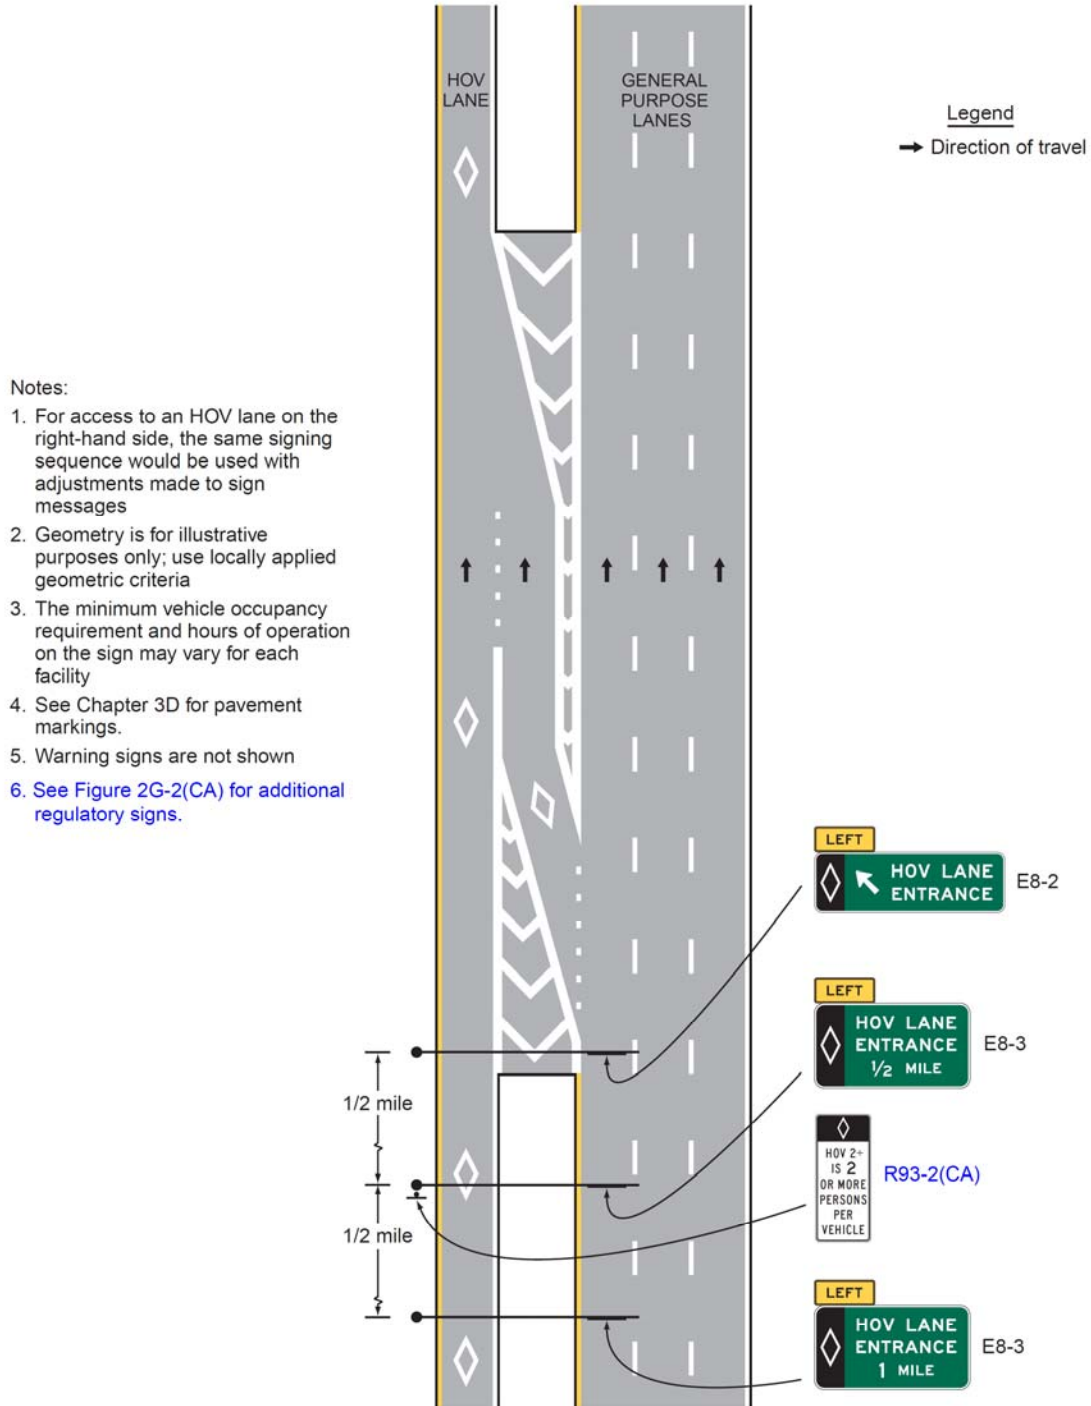 HOV
LANE
GENERAL
PURPOSE
LANES
Legend
Direction of travel
Notes:
1. For access to an HOV lane on the
right-hand side, the same signing
sequence would be used with
adjustments made to sign
messages
2. Geometry is for illustrative
purposes only; use locally applied
geometric criteria
3. The minimum vehicle occupancy
requirement and hours of operation
on the sign may vary for each
facility
4. See Chapter 3D for pavement
markings.
5. Warning signs are not shown
6. See Figure 2G-2(CA) for additional
regulatory signs.
LEFT
HOV LANE
ENTRANCE
E8-2
LEFT
HOV LANE
ENTRANCE
1/2 MILE
E8-3
1/2 mile
HOV 2+
IS 2
OR MORE
PERSONS
PER
VEHICLE
R93-2(CA)
1/2 mile
LEFT
HOV LANE
ENTRANCE
1 MILE
E8-3